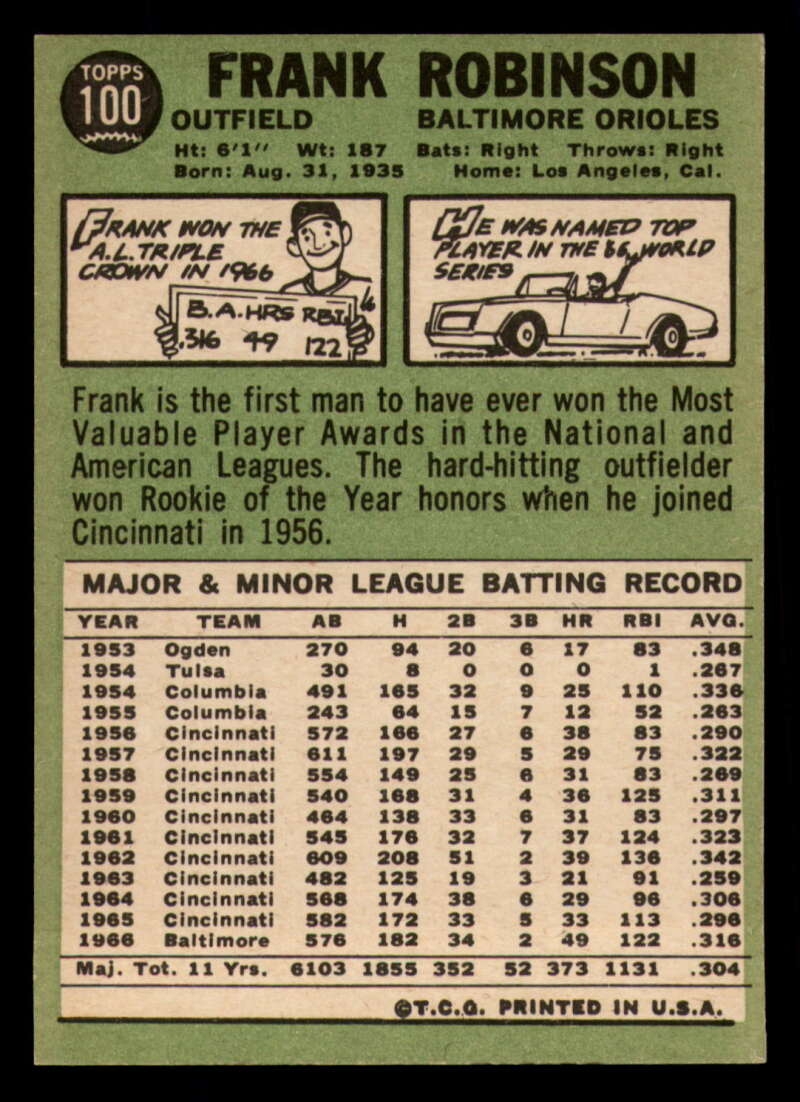 TOPPS
100
FRANK ROBINSON
OUTFIELD BALTIMORE ORIOLES
Ht: 6'1" Wt: 187 Bats: Right Throws: Right
Born: Aug. 31, 1935 Home: Los Angeles, Cal.
FRANK WON THE
A.L. TRIPLE
CROWN IN 1966
B.A. HRS RBI
.316 49 122
HE WAS NAMED TOP
PLAYER IN THE 66 WORLD
SERIES
Frank is the first man to have ever won the Most
Valuable Player Awards in the National and
American Leagues. The hard-hitting outfielder
won Rookie of the Year honors when he joined
Cincinnati in 1956.
MAJOR & MINOR LEAGUE BATTING RECORD
YEAR TEAM AB H 2B 3B HR RBI AVG.
1953 Ogden 270 94 20 6 17 83 .348
1954 Tulsa 30 8 0 0 0 1 .267
1954 Columbia 491 165 32 9 25 110 .336
1955 Columbia 243 64 15 7 12 52 .263
1956 Cincinnati 572 166 27 6 38 83 .290
1957 Cincinnati 611 197 29 5 29 75 .322
1958 Cincinnati 554 149 25 6 31 83 .269
1959 Cincinnati 540 168 31 4 36 125 .311
1960 Cincinnati 464 138 33 6 31 83 .297
1961 Cincinnati 545 176 32 7 37 124 .323
1962 Cincinnati 609 208 51 2 39 136 .342
1963 Cincinnati 482 125 19 3 21 91 .259
1964 Cincinnati 568 174 38 6 29 96 .306
1965 Cincinnati 582 172 33 5 33 113 .296
1966 Baltimore 576 182 34 2 49 122 .316
Maj. Tot. 11 Yrs. 6103 1855 352 52 373 1131 .304
©T.C.G. PRINTED IN U.S.A.